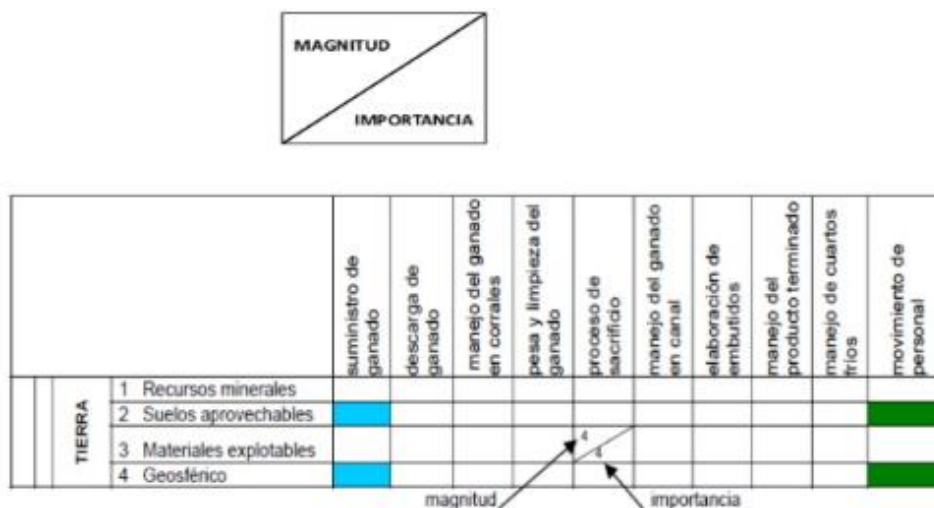 MAGNITUD
IMPORTANCIA
suministro de
ganado
descarga de
ganado
manejo del ganado
en corrales
pesa y limpieza del
ganado
proceso de
sacrificio
manejo del ganado
en canal
elaboración de
embutidos
manejo del
producto terminado
manejo de cuartos
fríos
movimiento de
personal
TIERRA
1 Recursos minerales
2 Suelos aprovechables
3 Materiales explotables
4
4
4 Geosférico
magnitud
importancia